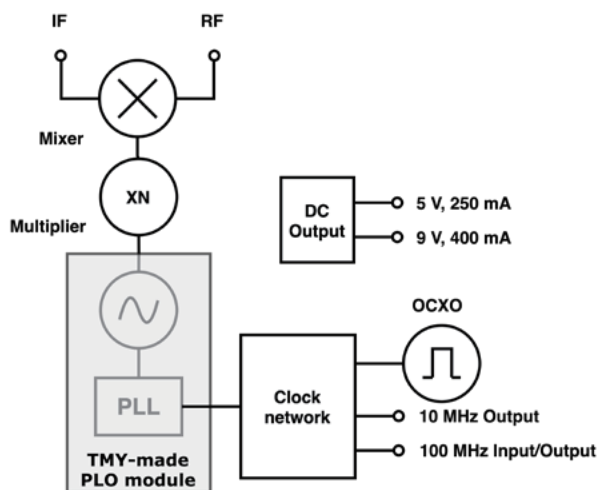 IF
RF
Mixer
XN
Multiplier
DC
Output
5 V, 250 mA
9 V, 400 mA
OCXO
PLL
Clock
network
10 MHz Output
100 MHz Input/Output
TMY-made
PLO module